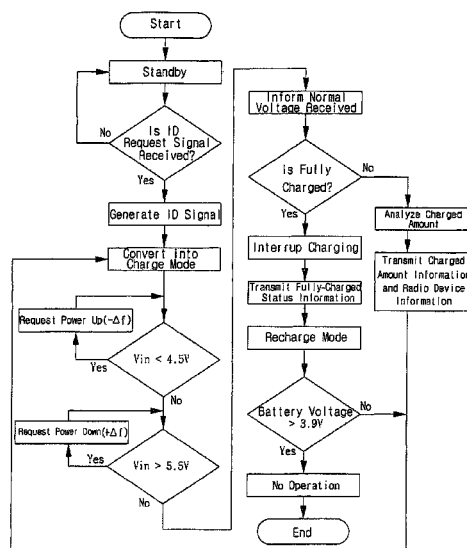 Start
Standby
Is ID
Request Signal
Received?
No
Yes
Generate ID Signal
Convert Into
Charge Mode
Request Power Up(-Δf)
Vin < 4.5V
Yes
No
Request Power Down(+Δf)
Vin > 5.5V
Yes
No
Inform Normal
Voltage Received
Is Fully
Charged?
No
Yes
Analyze Charged
Amount
Interrup Charging
Transmit Charged
Amount Information
and Radio Device
Information
Transmit Fully-Charged
Status Information
Recharge Mode
Battery Voltage
> 3.9V
No
Yes
No Operation
End